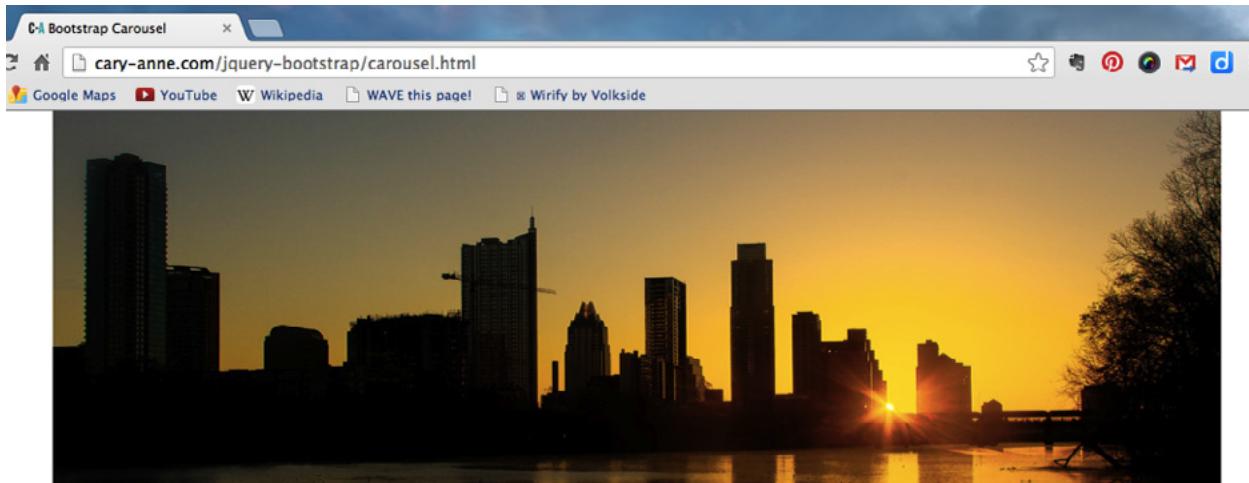 C-A Bootstrap Carousel ×
cary-anne.com/jquery-bootstrap/carousel.html
Google Maps YouTube W Wikipedia WAVE this page! Wirify by Volkside